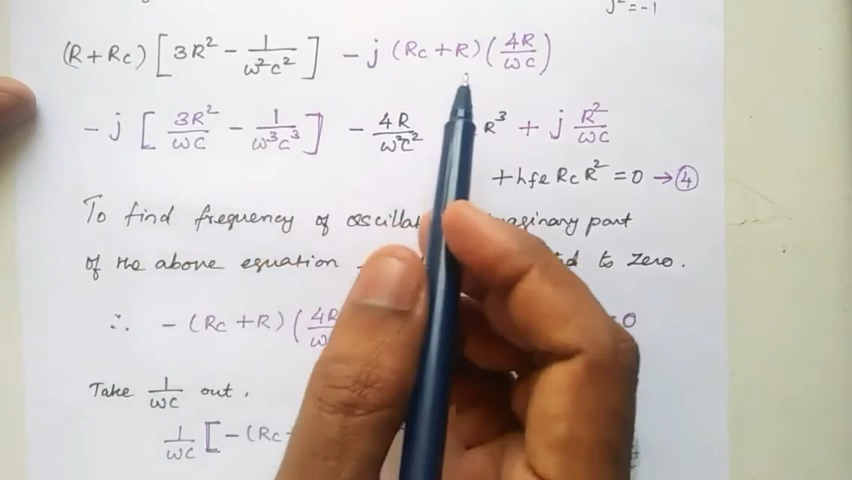 j² = -1
(R + Rc) [ 3R² - 1/ω²c² ] - j (Rc + R) ( 4R/ωc )
- j [ 3R²/ωc - 1/ω³c³ ] - 4R/ω²c² R³ + j R²/ωc
+ hfe Rc R² = 0 → ④
To find frequency of part
of the above equation to zero.
∴ - (Rc + R) ( 4R/ω = 0
Take 1/ωc out,
1/ωc [ - (Rc